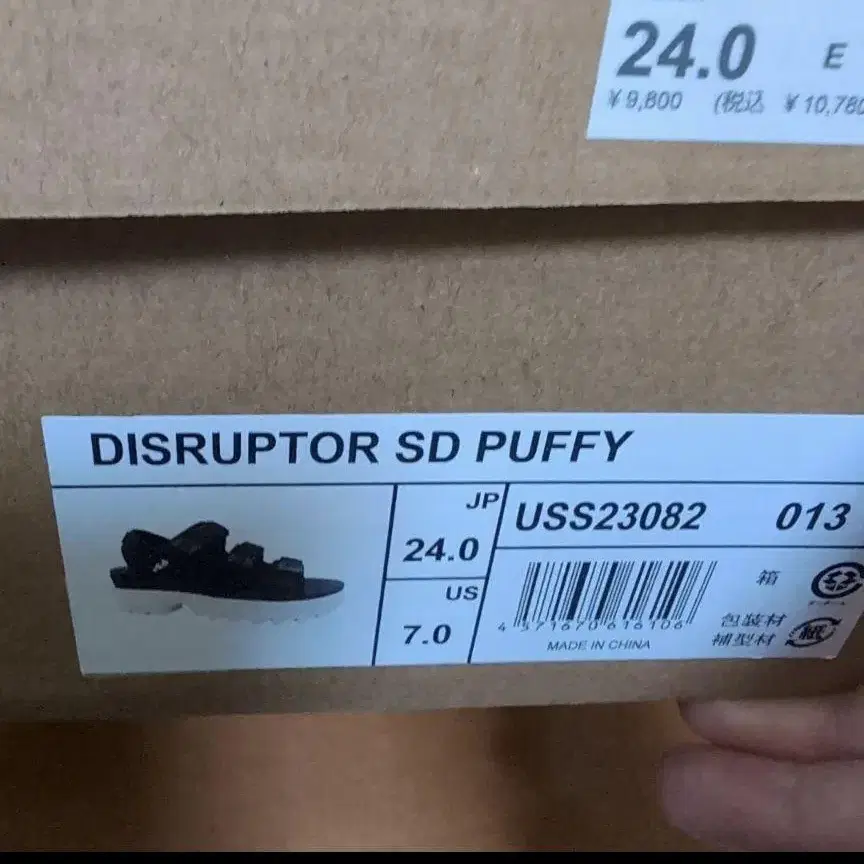 24.0 E
¥9,800 (税込 ¥10,780
DISRUPTOR SD PUFFY
JP
24.0
US
7.0
USS23082 013
4 571670 616106
MADE IN CHINA
箱
包装材
補型材
紙